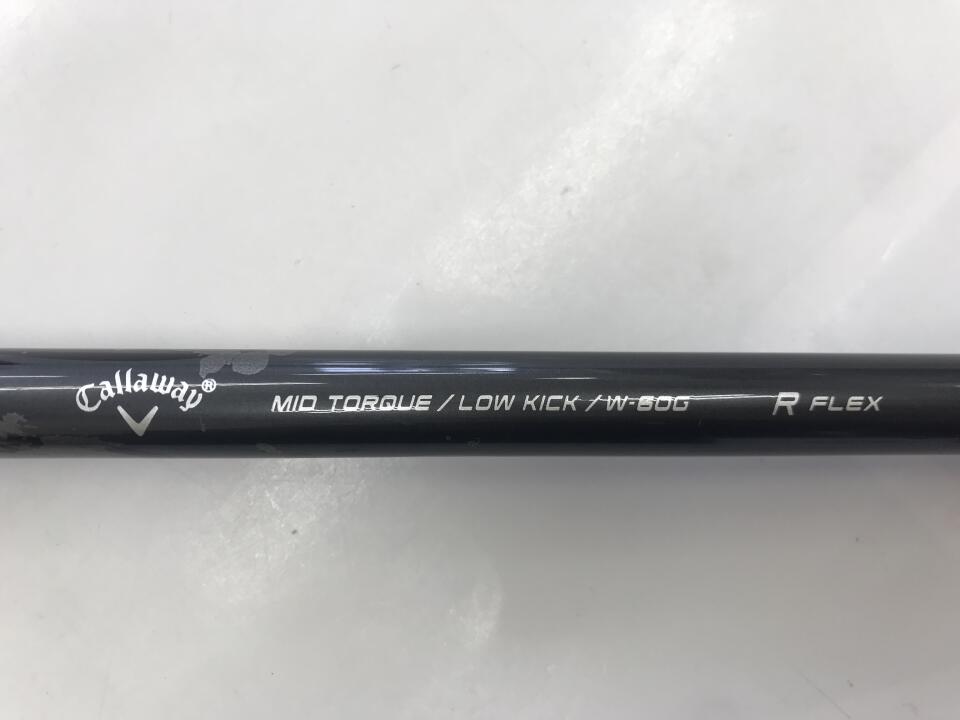 Callaway® MID TORQUE / LOW KICK / W-60G R FLEX